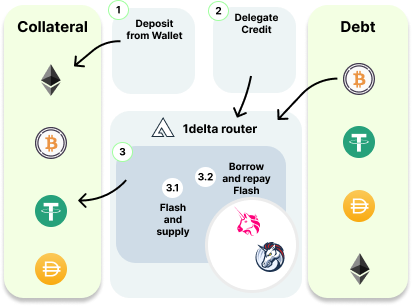 Collateral
1
Deposit
from Wallet
2
Delegate
Credit
Debt
1delta router
3
3.1
Flash
and
supply
3.2
Borrow
and repay
Flash